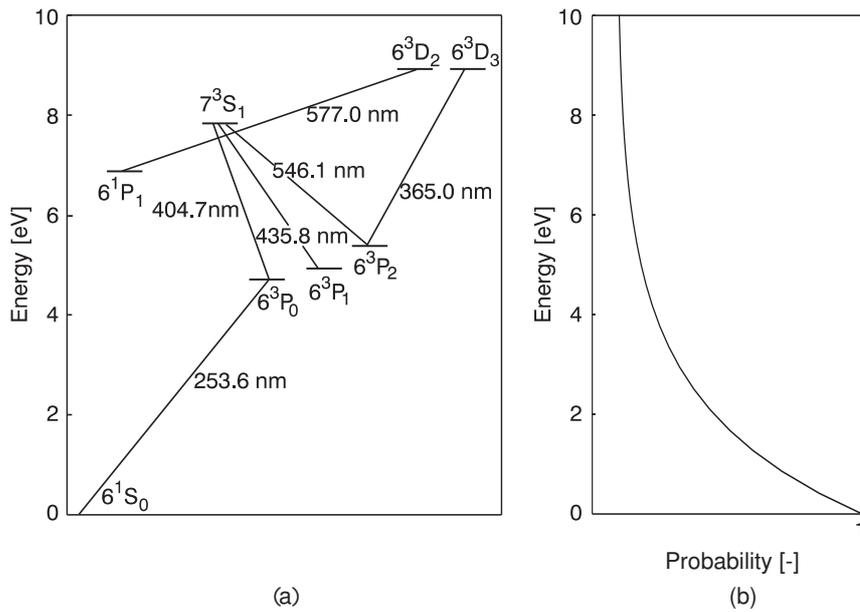 10
8
6
4
2
0
Energy [eV]
6³D₂
6³D₃
7³S₁
577.0 nm
6¹P₁
546.1 nm
404.7nm
365.0 nm
435.8 nm
6³P₂
6³P₀
6³P₁
253.6 nm
6¹S₀
(a)
10
8
6
4
2
0
Energy [eV]
Probability [-]
(b)